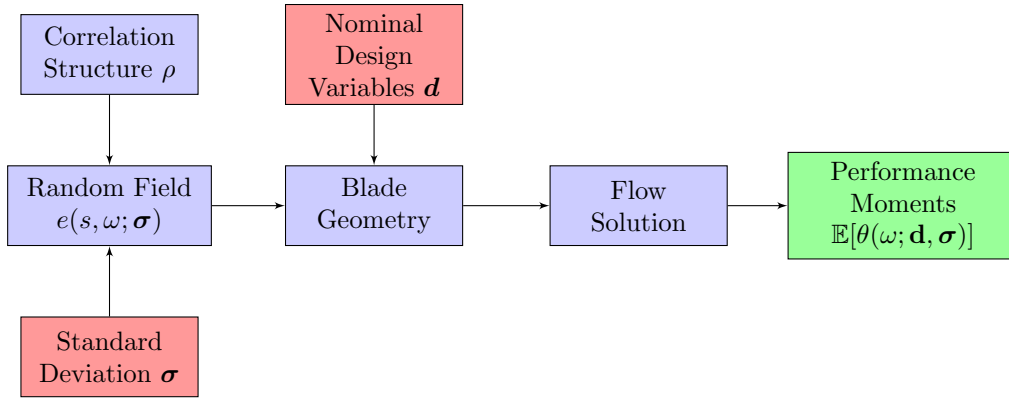 Correlation
Structure ρ
Nominal
Design
Variables d
Random Field
e(s, ω; σ)
Blade
Geometry
Flow
Solution
Performance
Moments
𝔼[θ(ω; d, σ)]
Standard
Deviation σ